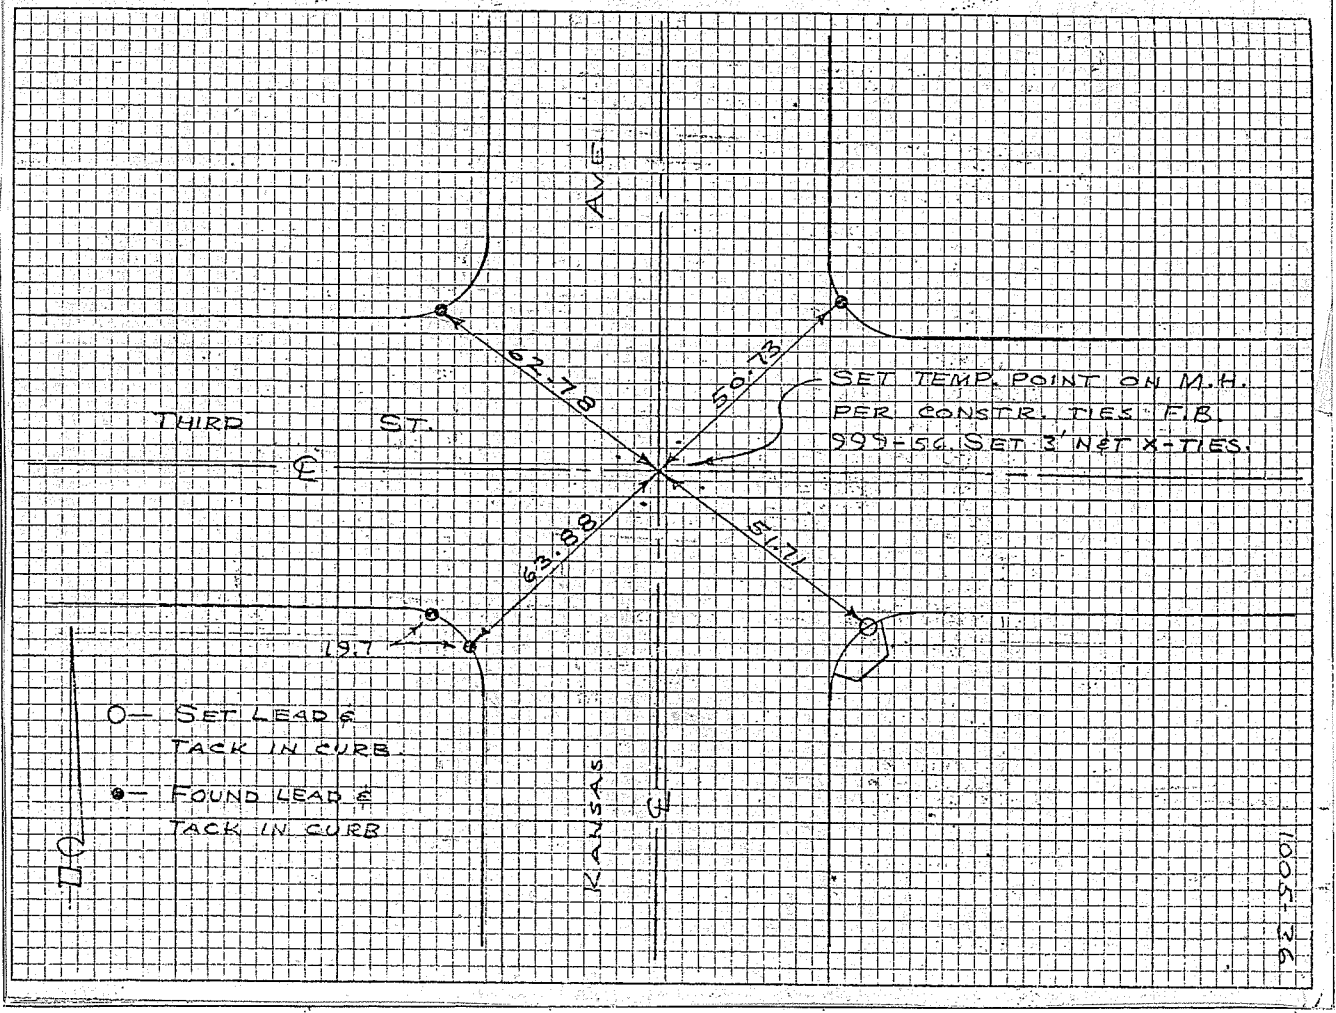 AVE.
62.78
50.73
SET TEMP. POINT ON M.H.
PER CONSTR. TIES F.B.
999-56. SET 3' N&T X-TIES.
THIRD ST.
℄
63.88
51.71
19.7
O— SET LEAD &
TACK IN CURB.
●— FOUND LEAD &
TACK IN CURB
KANSAS
℄
1005-36